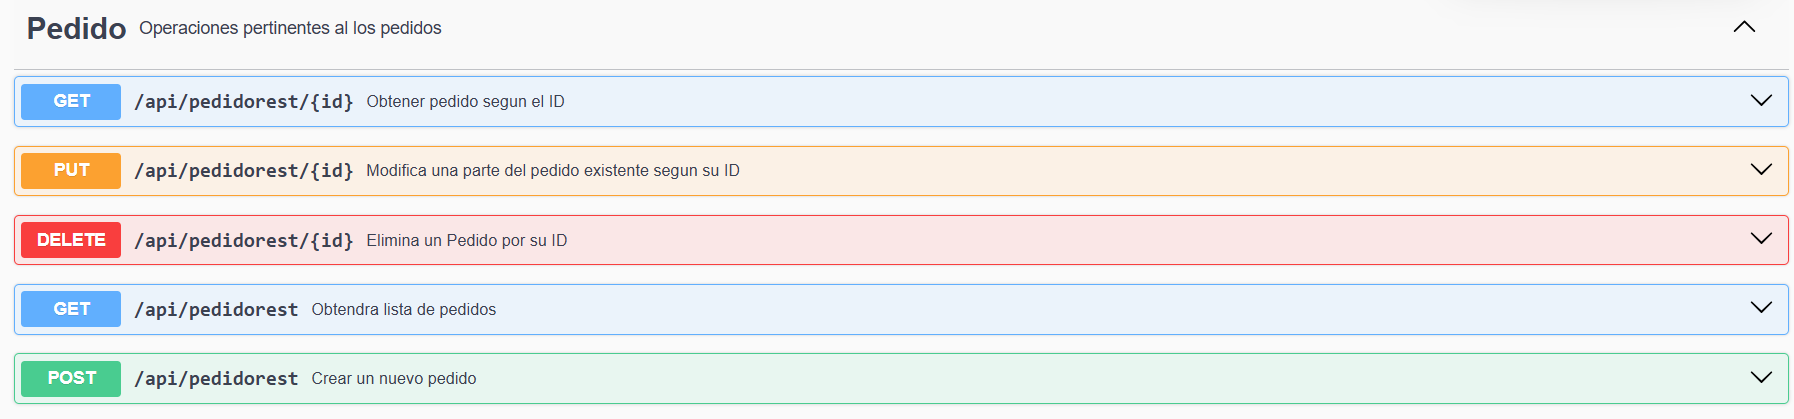 Pedido Operaciones pertinentes al los pedidos
GET /api/pedidorest/{id} Obtener pedido segun el ID
PUT /api/pedidorest/{id} Modifica una parte del pedido existente segun su ID
DELETE /api/pedidorest/{id} Elimina un Pedido por su ID
GET /api/pedidorest Obtendra lista de pedidos
POST /api/pedidorest Crear un nuevo pedido